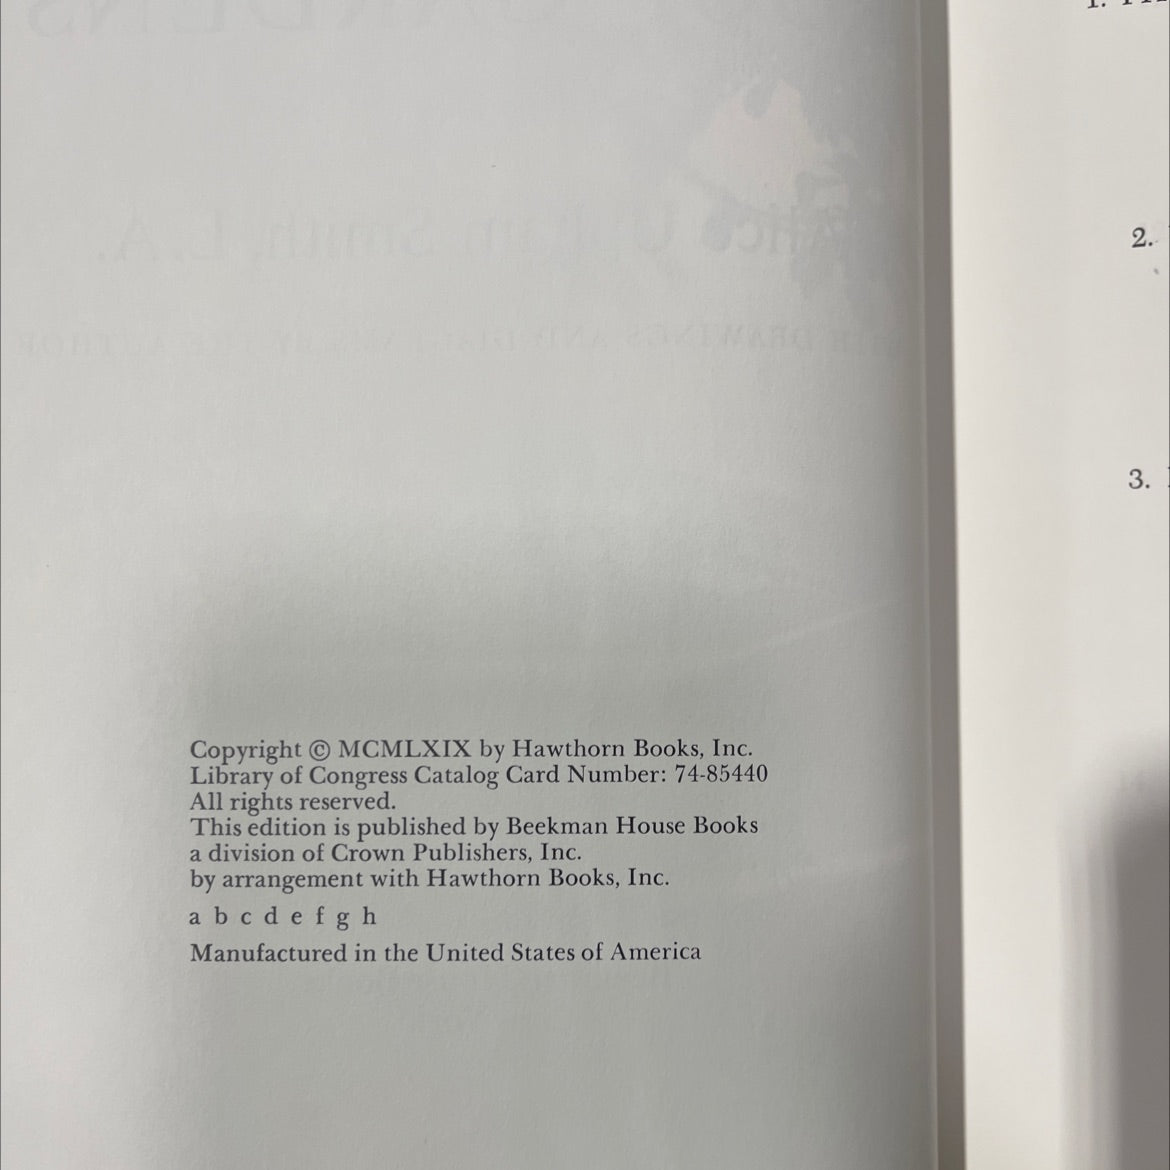 Copyright © MCMLXIX by Hawthorn Books, Inc.
Library of Congress Catalog Card Number: 74-85440
All rights reserved.
This edition is published by Beekman House Books
a division of Crown Publishers, Inc.
by arrangement with Hawthorn Books, Inc.
a b c d e f g h
Manufactured in the United States of America
1.
2.
3.